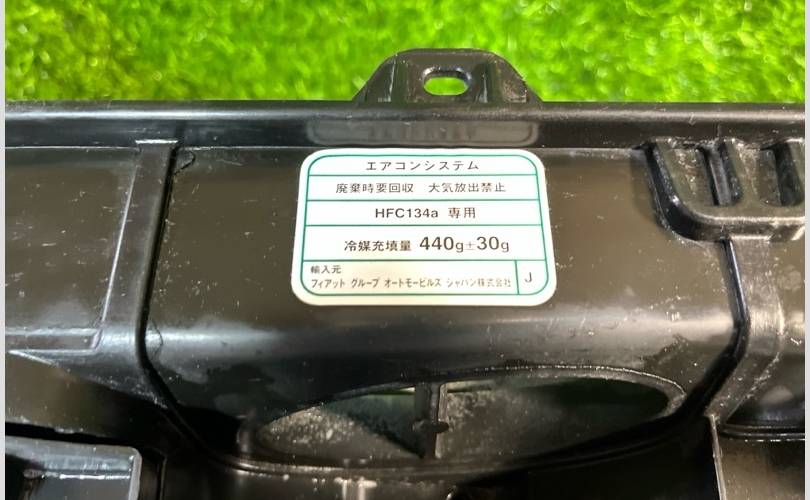 エアコンシステム
廃棄時要回収 大気放出禁止
HFC134a 専用
冷媒充填量 440g±30g
輸入元
フィアット グループ オートモービルズ ジャパン株式会社
J